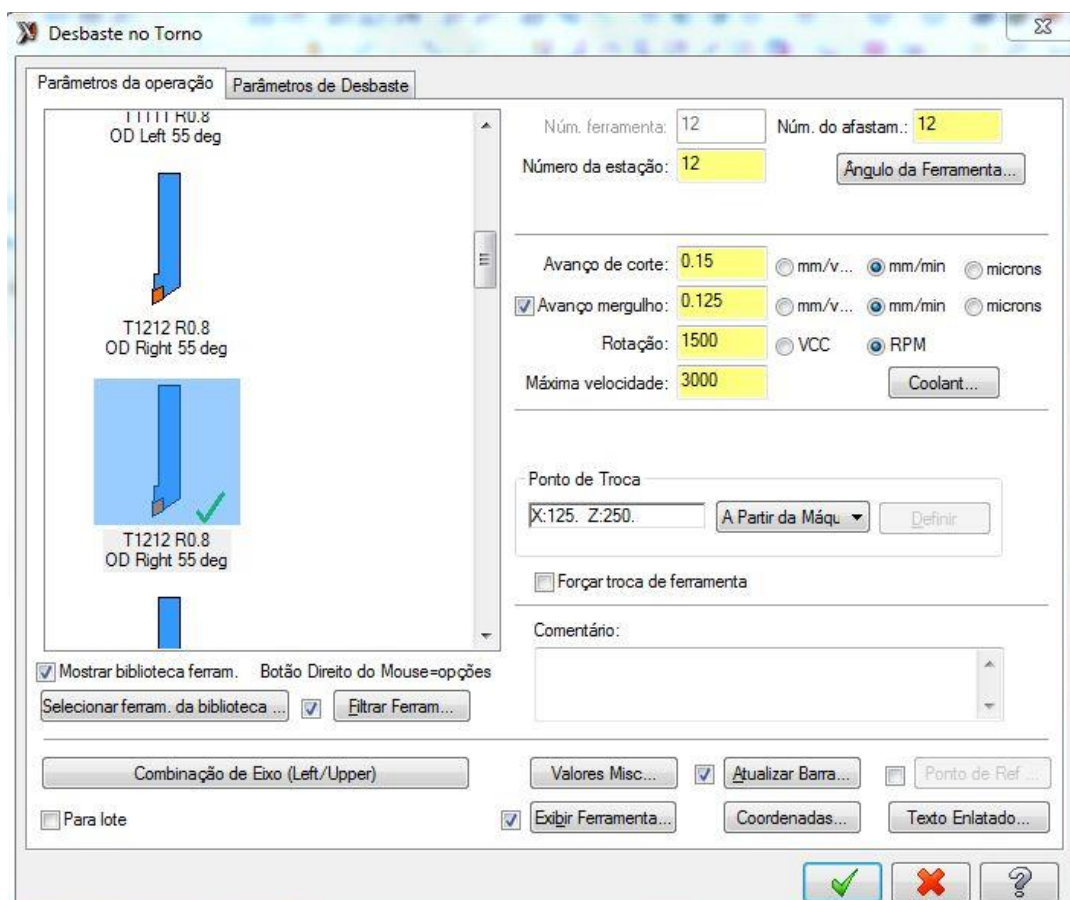 Desbaste no Torno
Parâmetros da operação Parâmetros de Desbaste
T1111 R0.8
OD Left 55 deg
T1212 R0.8
OD Right 55 deg
T1212 R0.8
OD Right 55 deg
Mostrar biblioteca ferram. Botão Direito do Mouse=opções
Selecionar ferram. da biblioteca ... Filtrar Ferram...
Núm. ferramenta: 12 Núm. do afastam.: 12
Número da estação: 12 Ângulo da Ferramenta...
Avanço de corte: 0.15 mm/v... mm/min microns
Avanço mergulho: 0.125 mm/v... mm/min microns
Rotação: 1500 VCC RPM
Máxima velocidade: 3000 Coolant...
Ponto de Troca
X:125. Z:250. A Partir da Máqu Definir
Forçar troca de ferramenta
Comentário:
Combinação de Eixo (Left/Upper) Valores Misc... Atualizar Barra... Ponto de Ref ...
Para lote Exibir Ferramenta... Coordenadas... Texto Enlatado...